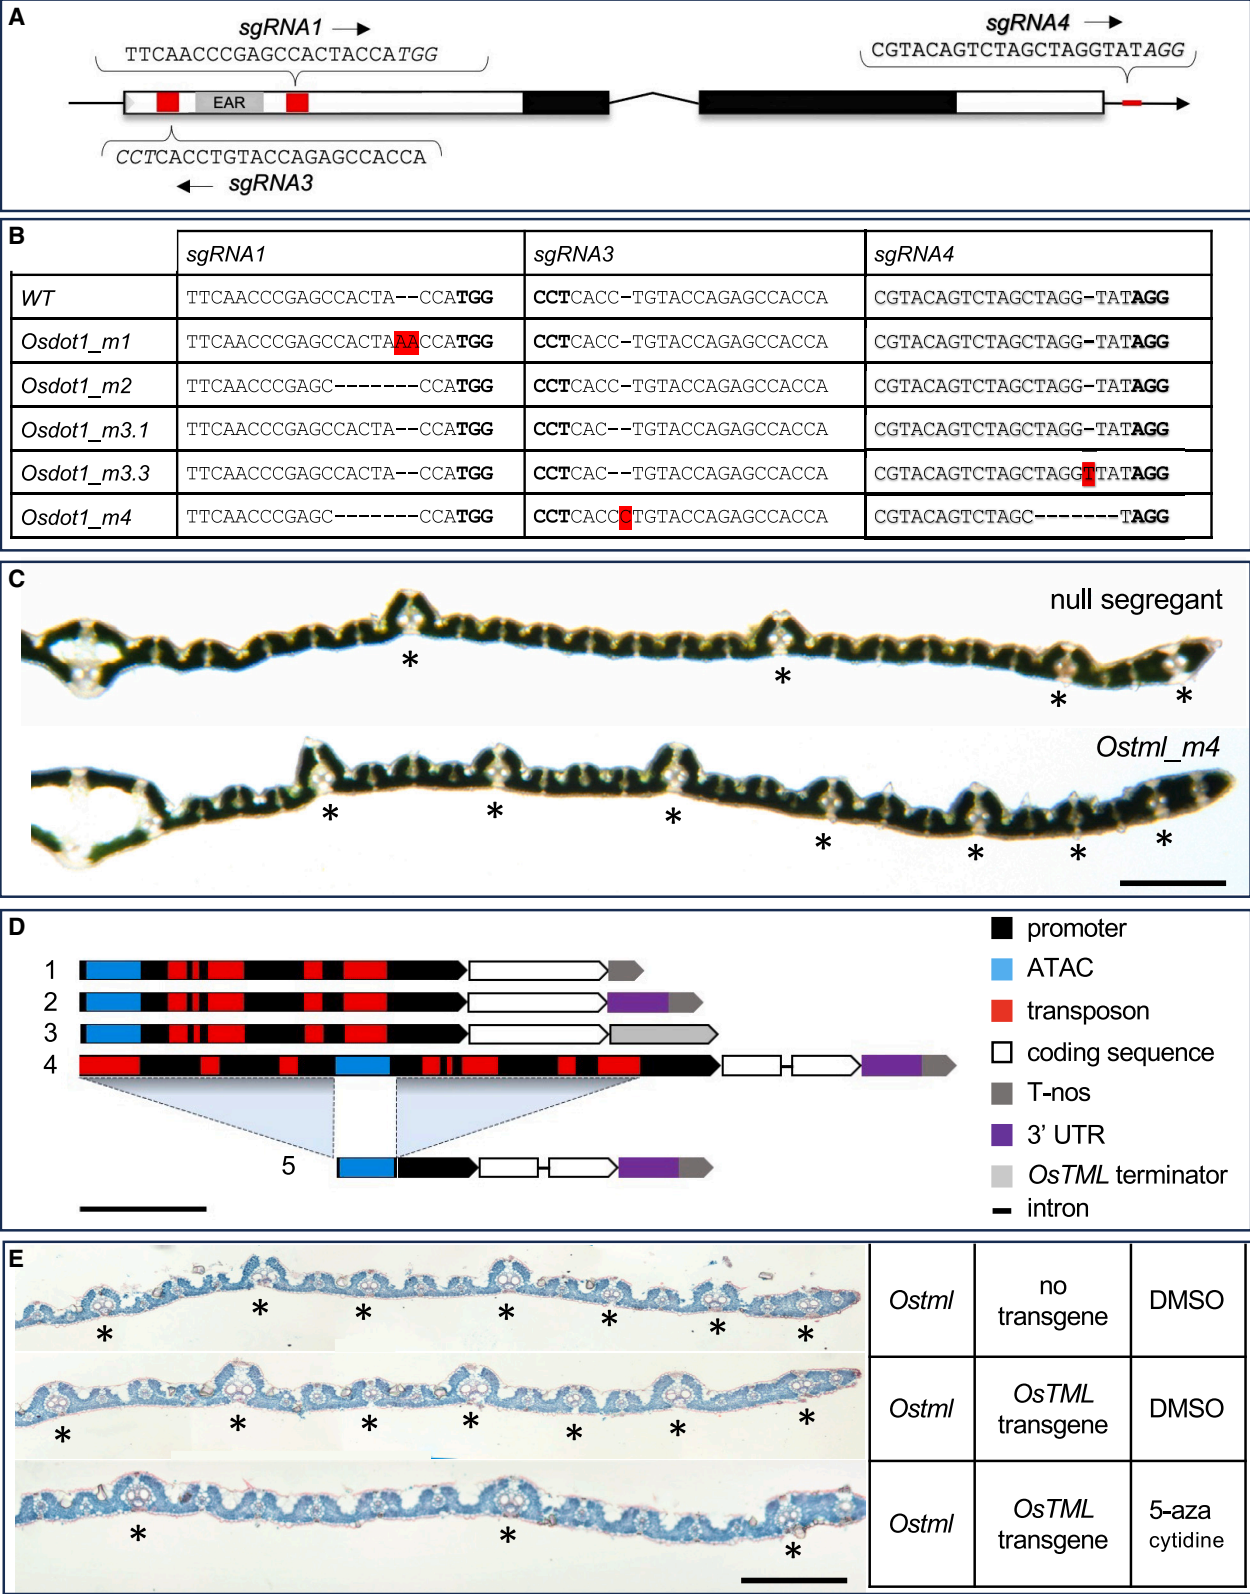 A
sgRNA1
TTCAACCCGAGCCACTACCATGG
sgRNA4
CGTACAGTCTAGCTAGGTATAGG
EAR
CCTCACCTGTACCAGAGCCACCA
sgRNA3
B
sgRNA1 sgRNA3 sgRNA4
WT TTCAACCCGAGCCACTA--CCATGG CCTCACC-TGTACCAGAGCCACCA CGTACAGTCTAGCTAGG-TATAGG
Osdot1_m1 TTCAACCCGAGCCACTAAACCATGG CCTCACC-TGTACCAGAGCCACCA CGTACAGTCTAGCTAGG-TATAGG
Osdot1_m2 TTCAACCCGAGC-------CCATGG CCTCACC-TGTACCAGAGCCACCA CGTACAGTCTAGCTAGG-TATAGG
Osdot1_m3.1 TTCAACCCGAGCCACTA--CCATGG CCTCAC--TGTACCAGAGCCACCA CGTACAGTCTAGCTAGG-TATAGG
Osdot1_m3.3 TTCAACCCGAGCCACTA--CCATGG CCTCAC--TGTACCAGAGCCACCA CGTACAGTCTAGCTAGGTTATAGG
Osdot1_m4 TTCAACCCGAGC-------CCATGG CCTCACCCTGTACCAGAGCCACCA CGTACAGTCTAGC-------TAGG
C
null segregant
* * * *
Ostml_m4
* * * * * * *
D
1
2
3
4
5
promoter
ATAC
transposon
coding sequence
T-nos
3' UTR
OsTML terminator
intron
E
* * * * * * *
Ostml no transgene DMSO
* * * * * * *
Ostml OsTML transgene DMSO
* * *
Ostml OsTML transgene 5-aza cytidine